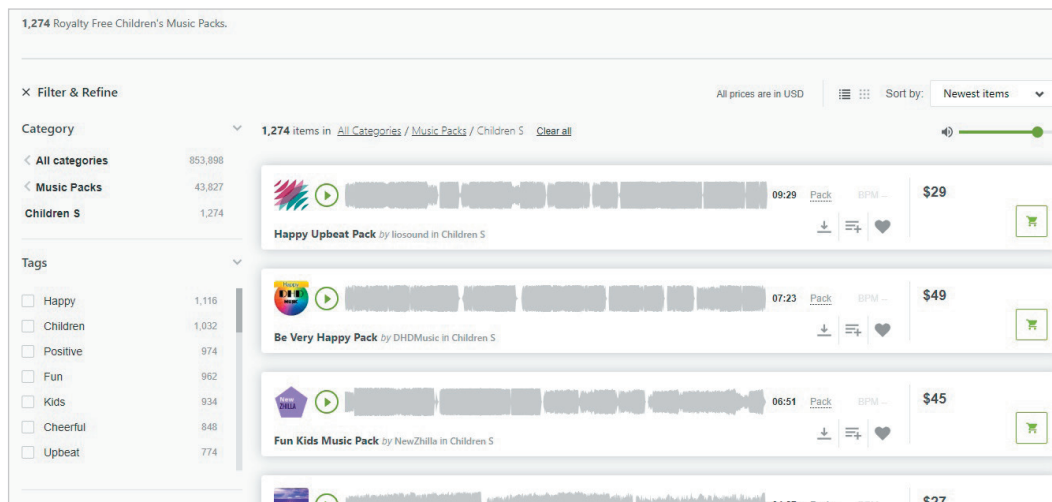 1,274 Royalty Free Children's Music Packs.
× Filter & Refine
All prices are in USD
Sort by:
Newest items
Category
1,274 items in All Categories / Music Packs / Children S Clear all
All categories 853,898
Music Packs 43,827
Children S 1,274
09:29 Pack BPM -- $29
Happy Upbeat Pack by liosound in Children S
Tags
Happy 1,116
Children 1,032
Positive 974
Fun 962
Kids 934
Cheerful 848
Upbeat 774
Happy
DHD
MUSIC
07:23 Pack BPM -- $49
Be Very Happy Pack by DHDMusic in Children S
New
ZHILLA
06:51 Pack BPM -- $45
Fun Kids Music Pack by NewZhilla in Children S
$27